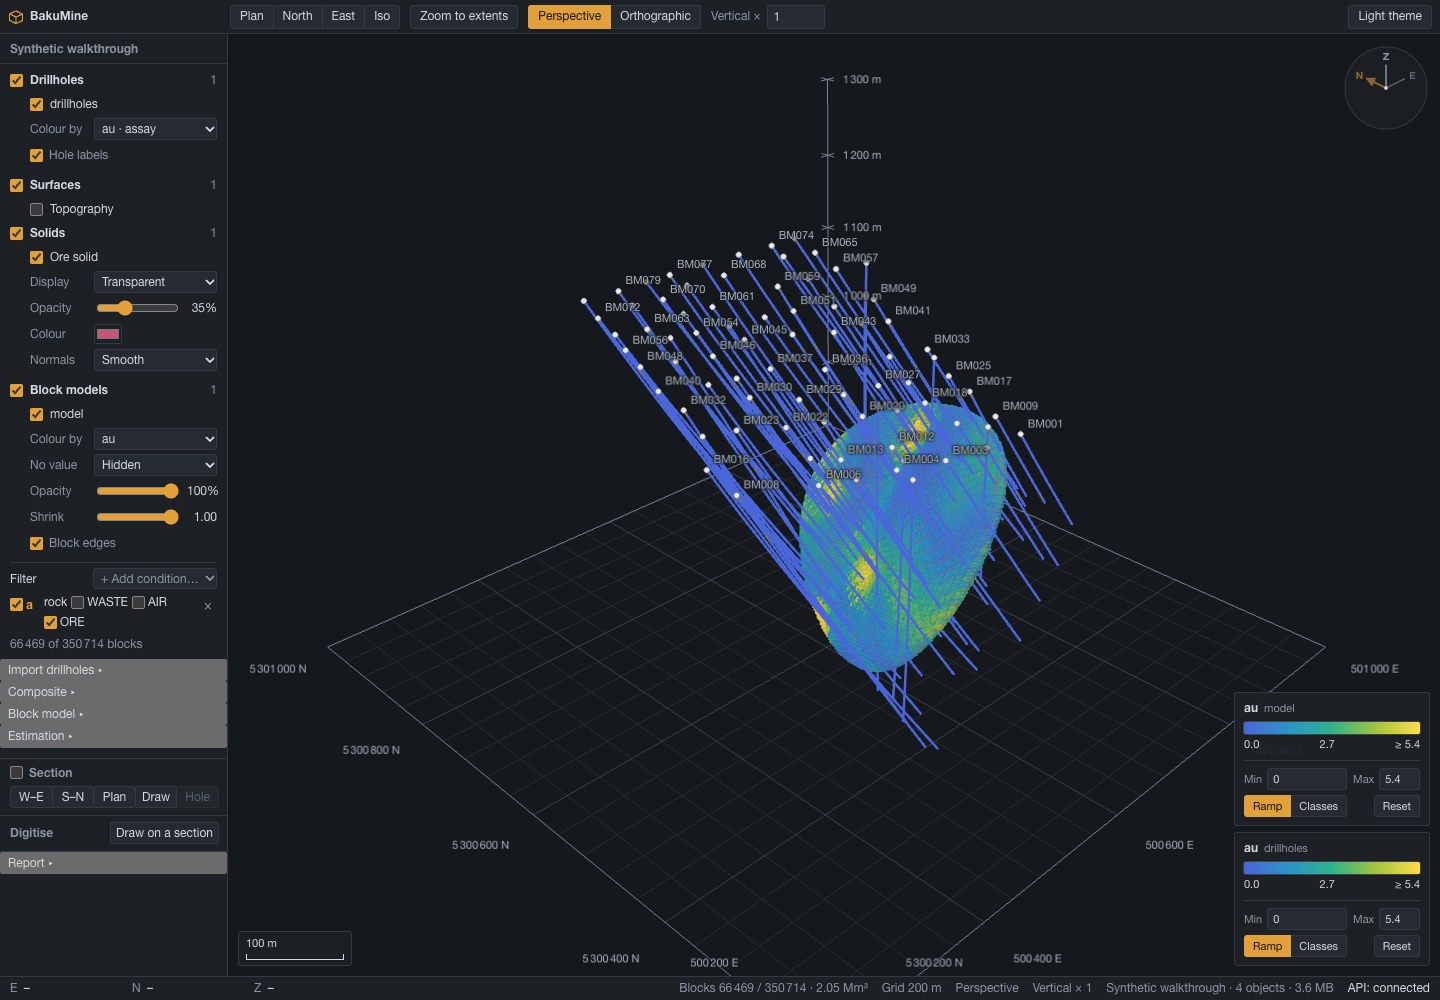 BakuMine
Plan North East Iso Zoom to extents Perspective Orthographic Vertical × 1 Light theme
Synthetic walkthrough
Drillholes 1
drillholes
Colour by au · assay
Hole labels
Surfaces 1
Topography
Solids 1
Ore solid
Display Transparent
Opacity 35%
Colour
Normals Smooth
Block models 1
model
Colour by au
No value Hidden
Opacity 100%
Shrink 1.00
Block edges
Filter + Add condition…
a rock WASTE AIR ×
ORE
66 469 of 350 714 blocks
Import drillholes ▸
Composite ▸
Block model ▸
Estimation ▸
Section
W–E S–N Plan Draw Hole
Digitise Draw on a section
Report ▸
Z
N E
1 300 m
1 200 m
1 100 m
BM074
BM065
BM057
BM077 BM068
BM059
BM079
BM070
BM061
BM051
1 000 m
BM049
BM072
BM063
BM054
BM045
BM043
BM041
BM056
BM046
BM033
BM048
BM037
BM036
BM025
BM040
BM030
BM029
BM027
BM017
BM032
BM018
BM023
BM022
BM020
BM009
BM001
BM012
BM016
BM013
BM004
BM003
BM008
BM006
5 301 000 N
501 000 E
5 300 800 N
5 300 600 N
500 600 E
5 300 400 N
500 200 E
5 300 200 N
500 400 E
100 m
au model
0.0 2.7 ≥ 5.4
Min 0 Max 5.4
Ramp Classes Reset
au drillholes
0.0 2.7 ≥ 5.4
Min 0 Max 5.4
Ramp Classes Reset
E – N – Z – Blocks 66 469 / 350 714 · 2.05 Mm³ Grid 200 m Perspective Vertical × 1 Synthetic walkthrough · 4 objects · 3.6 MB API: connected